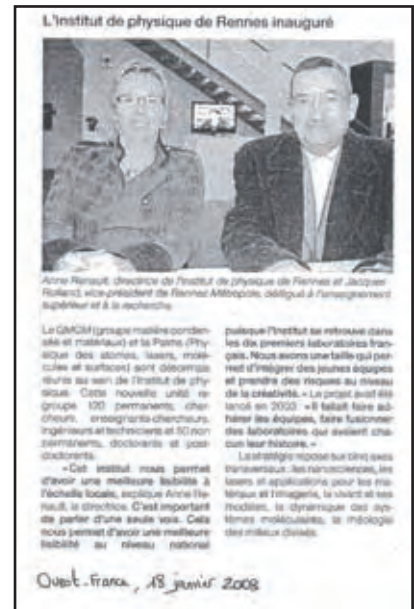 L'institut de physique de Rennes inauguré
Anne Renault, directrice de l'institut de physique de Rennes et Jacques
Rolland, vice-président de Rennes Métropole, délégué à l'enseignement
supérieur et à la recherche.
Le GMCM (groupe matière conden-
sée et matériaux) et la Palms (Phy-
sique des atomes, lasers, molé-
cules et surfaces) sont désormais
réunis au sein de l'Institut de phy-
sique. Cette nouvelle unité re-
groupe 120 permanents, cher-
cheurs, enseignants-chercheurs,
ingénieurs et techniciens et 50 non
permanents, doctorants et post-
doctorants.
« Cet institut nous permet
d'avoir une meilleure lisibilité à
l'échelle locale, explique Anne Re-
nault, la directrice. C'est important
de parler d'une seule voix. Cela
nous permet d'avoir une meilleure
lisibilité au niveau national
puisque l'institut se retrouve dans
les dix premiers laboratoires fran-
çais. Nous avons une taille qui per-
met d'intégrer des jeunes équipes
et prendre des risques au niveau
de la créativité. » Le projet avait été
lancé en 2003. « Il fallait faire ad-
hérer les équipes, faire fusionner
des laboratoires qui avaient cha-
cun leur histoire. »
La stratégie repose sur cinq axes
transversaux : les nanosciences, les
lasers et applications pour les ma-
tériaux et l'imagerie, le vivant et ses
modèles, la dynamique des sys-
tèmes moléculaires, la rhéologie
des milieux divisés.
Ouest-France, 18 janvier 2008